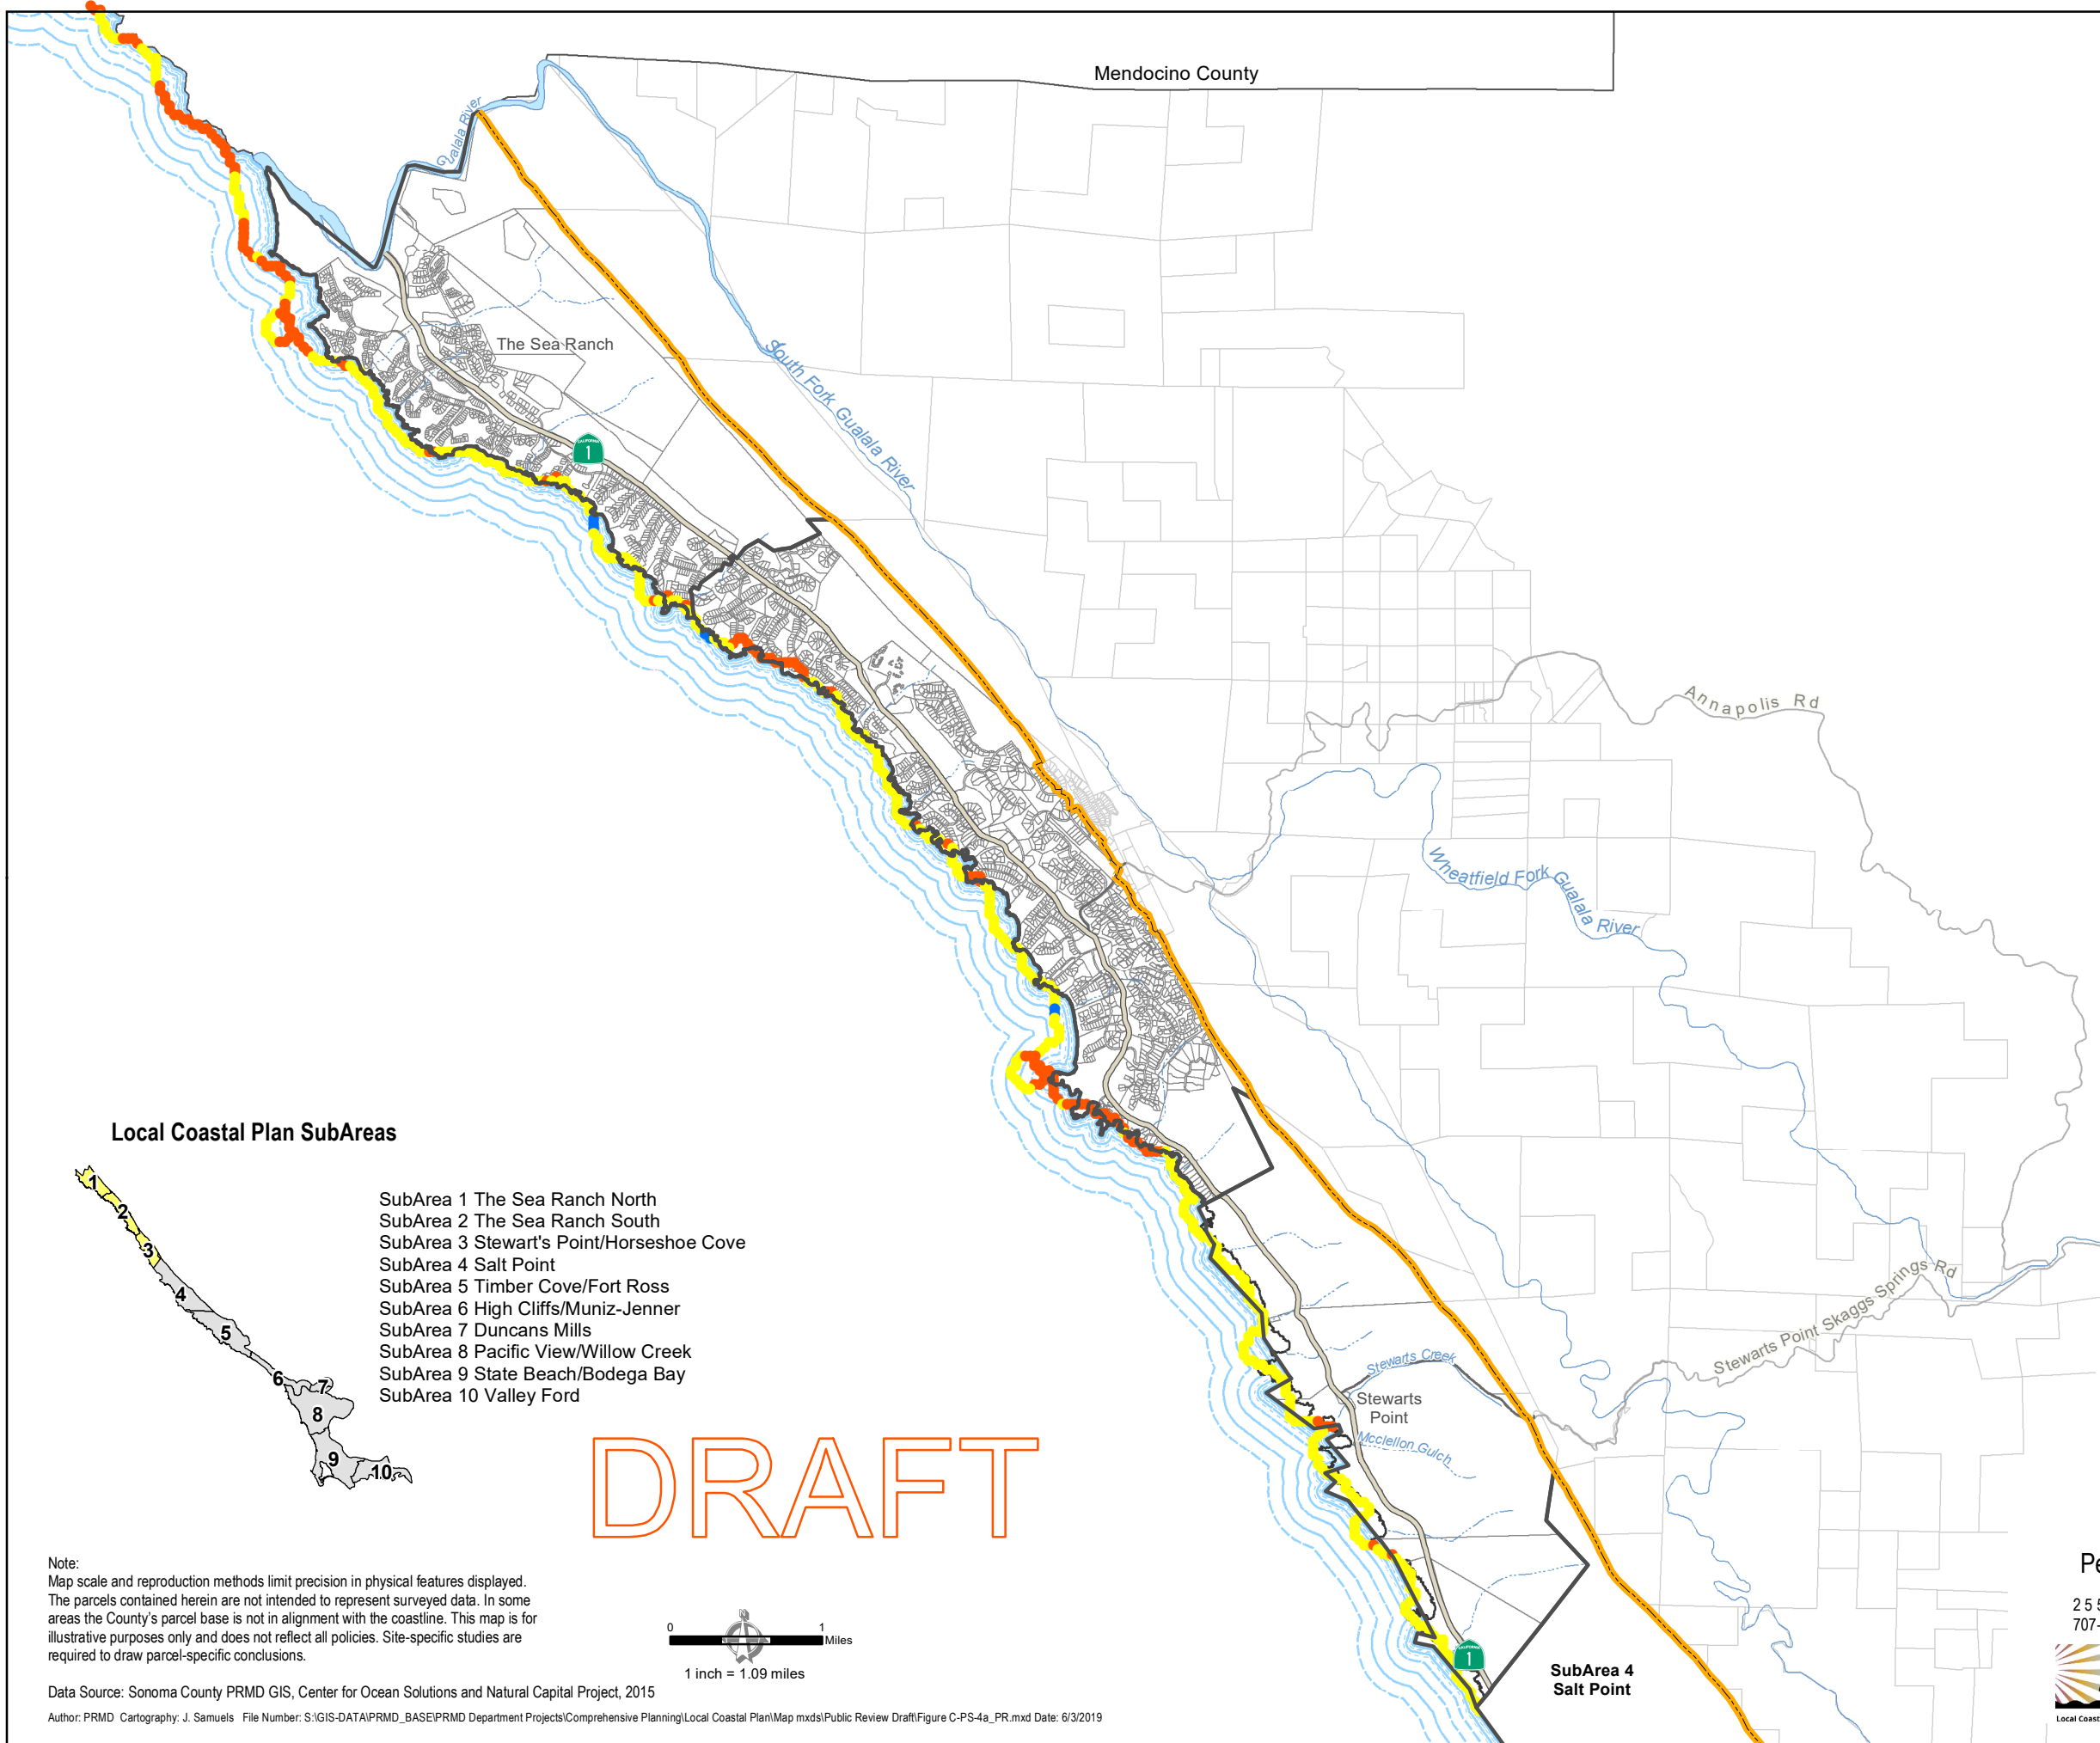 Mendocino County
Gualala River
The Sea Ranch
CALIFORNIA
1
South Fork Gualala River
Annapolis Rd
Wheatfield Fork Gualala River
Local Coastal Plan SubAreas
1
2
3
4
5
6
7
8
9
10
SubArea 1 The Sea Ranch North
SubArea 2 The Sea Ranch South
SubArea 3 Stewart's Point/Horseshoe Cove
SubArea 4 Salt Point
SubArea 5 Timber Cove/Fort Ross
SubArea 6 High Cliffs/Muniz-Jenner
SubArea 7 Duncans Mills
SubArea 8 Pacific View/Willow Creek
SubArea 9 State Beach/Bodega Bay
SubArea 10 Valley Ford
Stewarts Point Skaggs Springs Rd
Stewarts Creek
Stewarts
Point
Mcclellon Gulch
DRAFT
Note:
Map scale and reproduction methods limit precision in physical features displayed.
The parcels contained herein are not intended to represent surveyed data. In some
areas the County's parcel base is not in alignment with the coastline. This map is for
illustrative purposes only and does not reflect all policies. Site-specific studies are
required to draw parcel-specific conclusions.
0 1
Miles
1 inch = 1.09 miles
CALIFORNIA
1
SubArea 4
Salt Point
Pe
2 5 5
707-
Local Coast
Data Source: Sonoma County PRMD GIS, Center for Ocean Solutions and Natural Capital Project, 2015
Author: PRMD Cartography: J. Samuels File Number: S:\GIS-DATA\PRMD_BASE\PRMD Department Projects\Comprehensive Planning\Local Coastal Plan\Map mxds\Public Review Draft\Figure C-PS-4a_PR.mxd Date: 6/3/2019